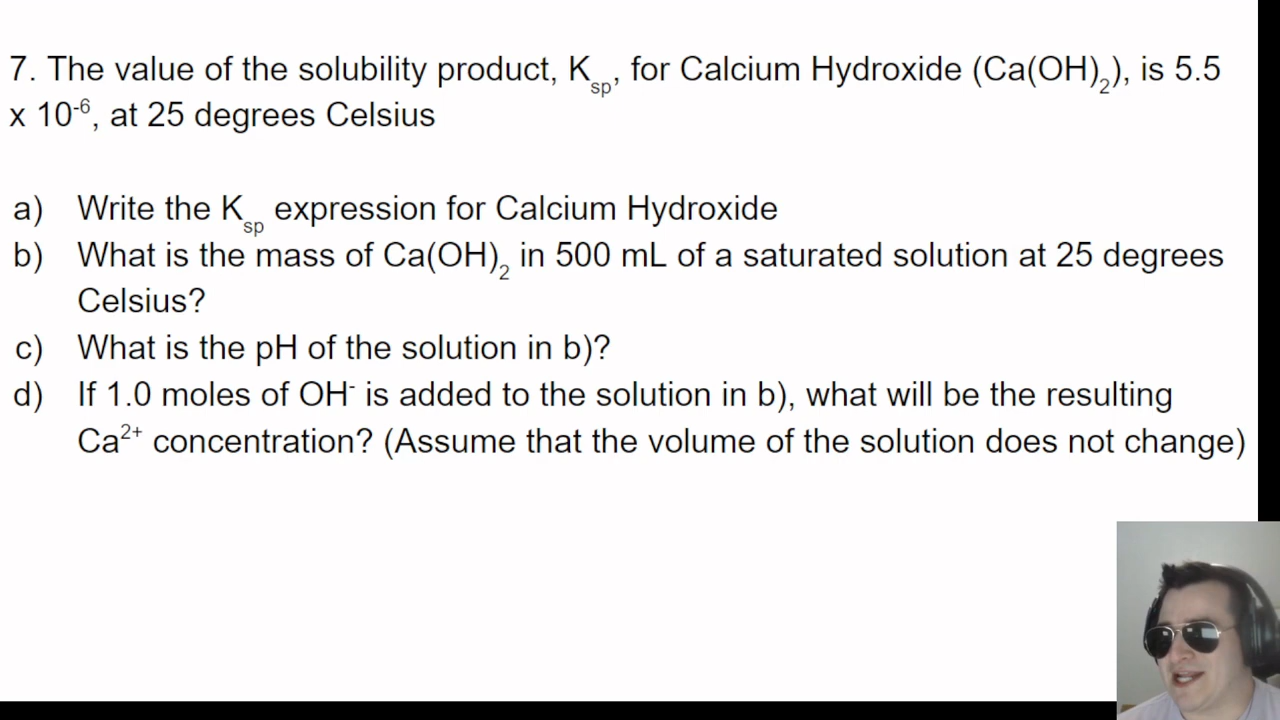 7. The value of the solubility product, Ksp, for Calcium Hydroxide (Ca(OH)2), is 5.5
x 10-6, at 25 degrees Celsius
a) Write the Ksp expression for Calcium Hydroxide
b) What is the mass of Ca(OH)2 in 500 mL of a saturated solution at 25 degrees
Celsius?
c) What is the pH of the solution in b)?
d) If 1.0 moles of OH- is added to the solution in b), what will be the resulting
Ca2+ concentration? (Assume that the volume of the solution does not change)